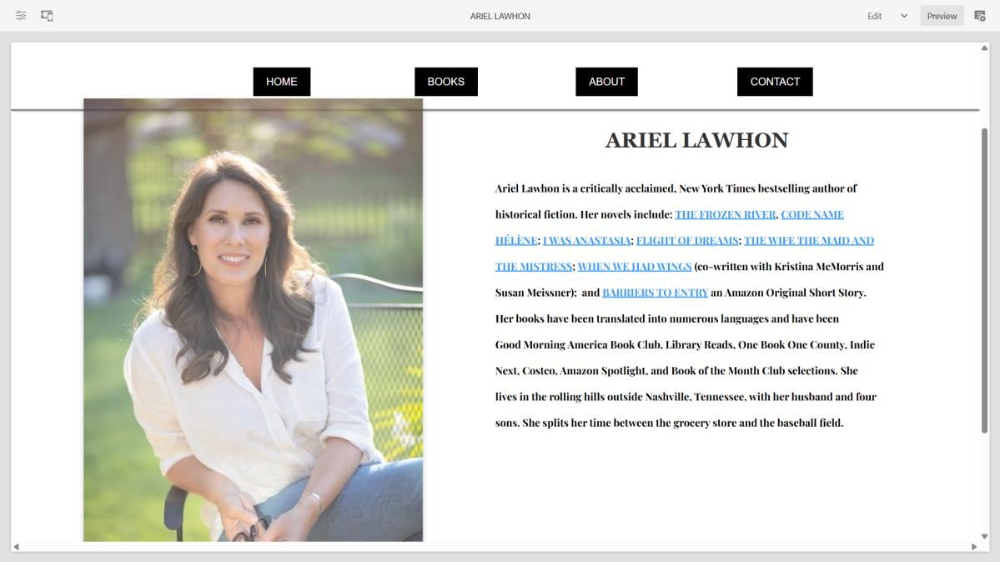 ARIEL LAWHON
Edit
Preview
HOME
BOOKS
ABOUT
CONTACT
ARIEL LAWHON
Ariel Lawhon is a critically acclaimed, New York Times bestselling author of
historical fiction. Her novels include: THE FROZEN RIVER, CODE NAME
HÉLÈNE; I WAS ANASTASIA; FLIGHT OF DREAMS; THE WIFE THE MAID AND
THE MISTRESS; WHEN WE HAD WINGS (co-written with Kristina McMorris and
Susan Meissner);  and BARRIERS TO ENTRY an Amazon Original Short Story.
Her books have been translated into numerous languages and have been
Good Morning America Book Club, Library Reads, One Book One County, Indie
Next, Costco, Amazon Spotlight, and Book of the Month Club selections. She
lives in the rolling hills outside Nashville, Tennessee, with her husband and four
sons. She splits her time between the grocery store and the baseball field.